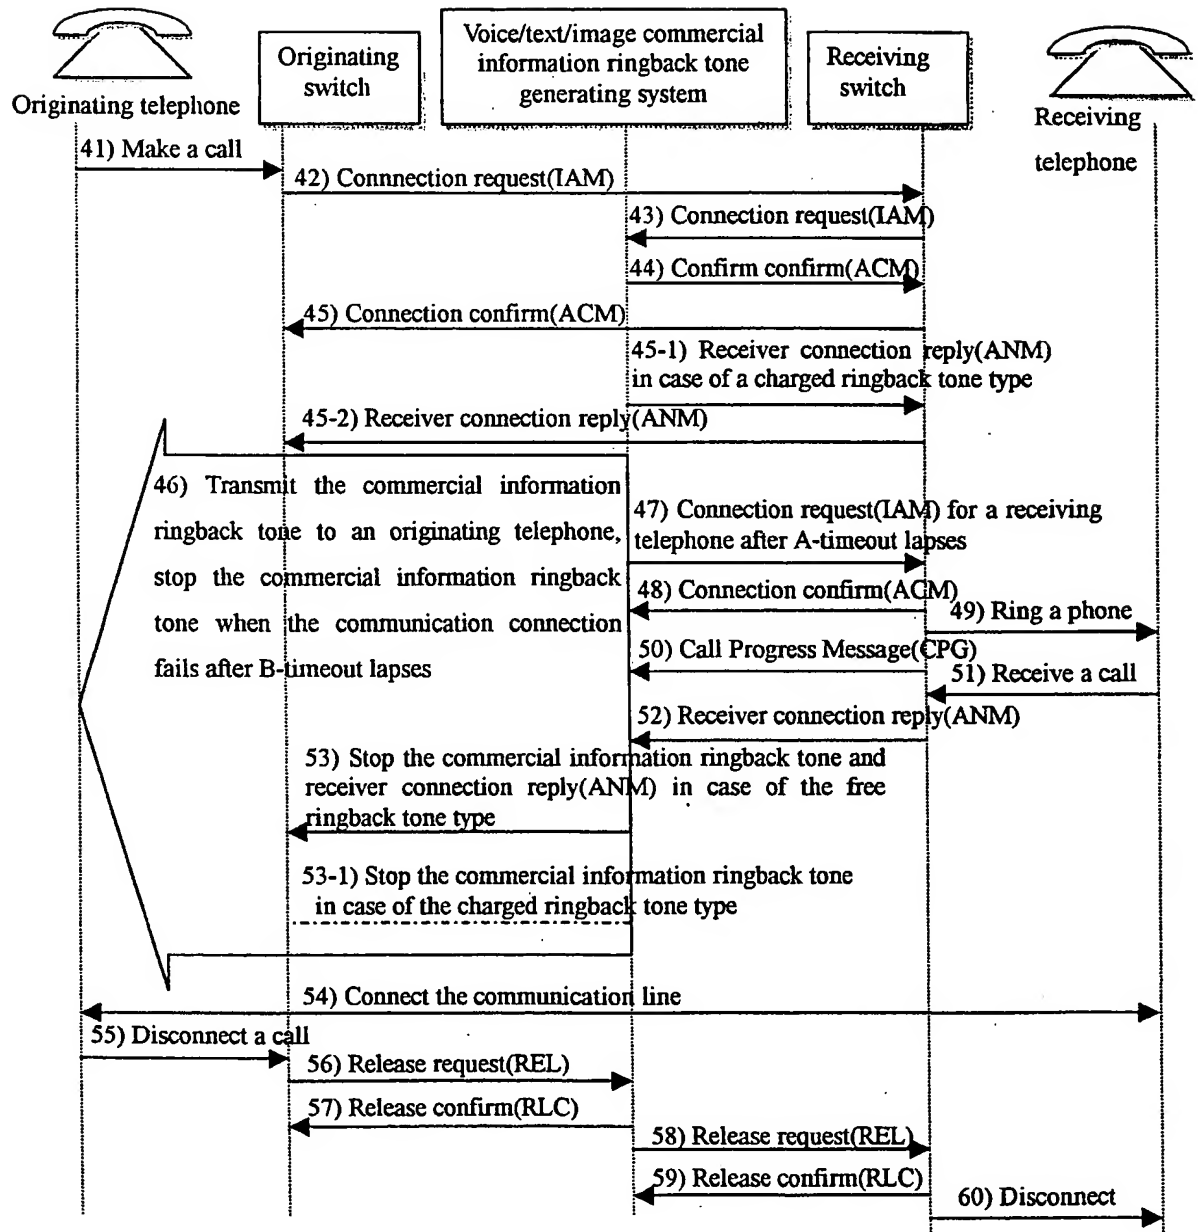 Originating telephone
Originating
switch
Voice/text/image commercial
information ringback tone
generating system
Receiving
switch
Receiving
telephone
41) Make a call
42) Connnection request(IAM)
43) Connection request(IAM)
44) Confirm confirm(ACM)
45) Connection confirm(ACM)
45-1) Receiver connection reply(ANM)
in case of a charged ringback tone type
45-2) Receiver connection reply(ANM)
46) Transmit the commercial information
ringback tone to an originating telephone,
stop the commercial information ringback
tone when the communication connection
fails after B-timeout lapses
47) Connection request(IAM) for a receiving
telephone after A-timeout lapses
48) Connection confirm(ACM)
49) Ring a phone
50) Call Progress Message(CPG)
51) Receive a call
52) Receiver connection reply(ANM)
53) Stop the commercial information ringback tone and
receiver connection reply(ANM) in case of the free
ringback tone type
53-1) Stop the commercial information ringback tone
in case of the charged ringback tone type
54) Connect the communication line
55) Disconnect a call
56) Release request(REL)
57) Release confirm(RLC)
58) Release request(REL)
59) Release confirm(RLC)
60) Disconnect